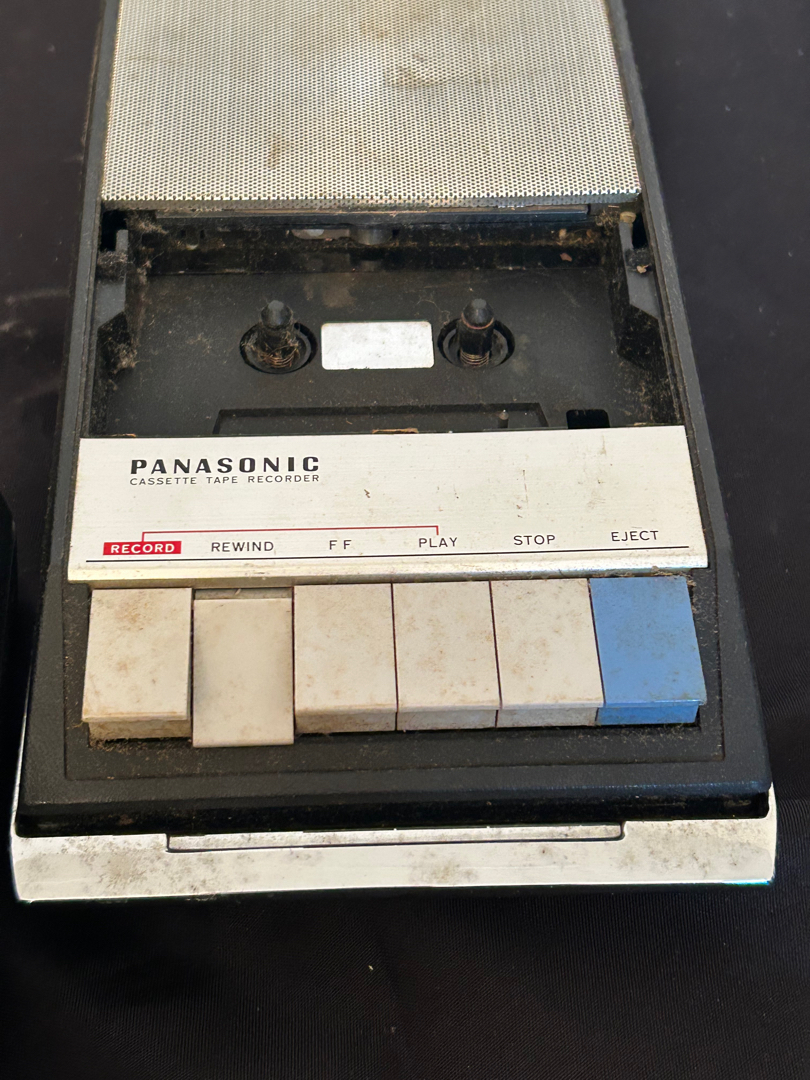 PANASONIC
CASSETTE TAPE RECORDER
RECORD REWIND FF PLAY STOP EJECT